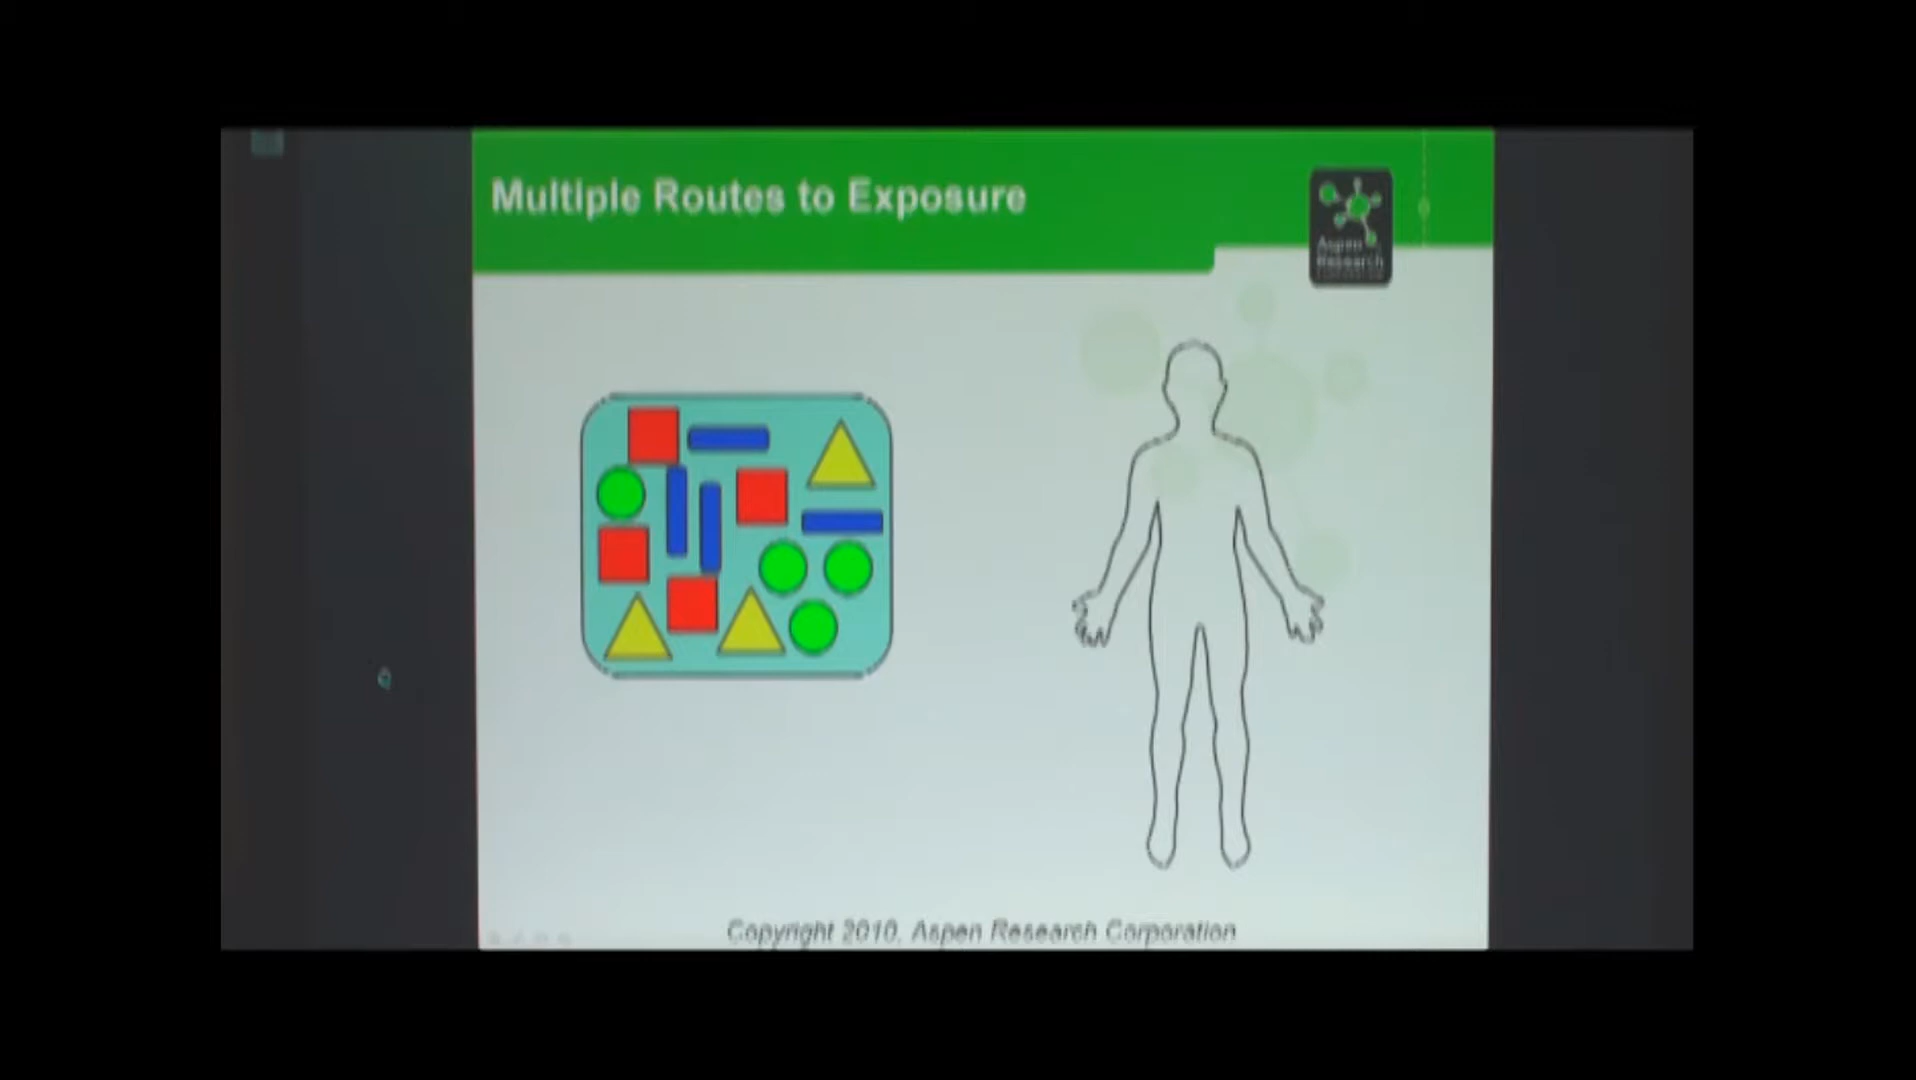 Multiple Routes to Exposure
Aspen
Research
Copyright 2010, Aspen Research Corporation